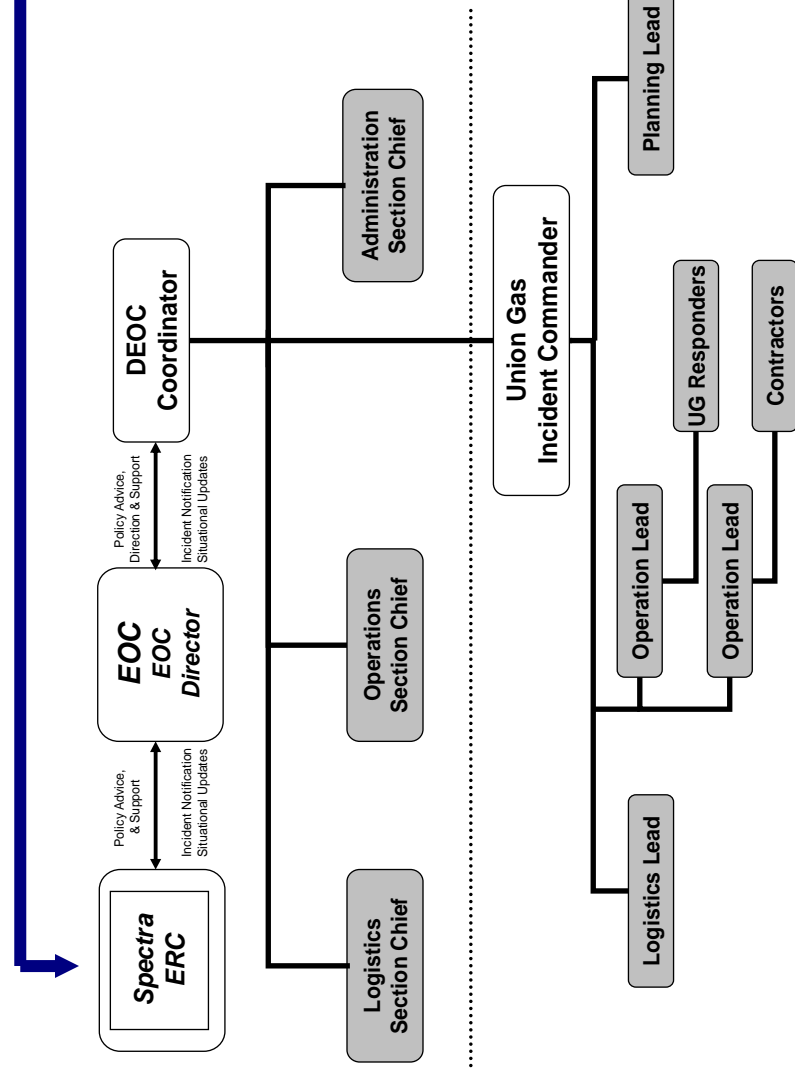 Spectra
ERC
Policy Advice,
& Support
Incident Notification
Situational Updates
EOC
EOC
Director
Policy Advice,
Direction & Support
Incident Notification
Situational Updates
DEOC
Coordinator
Logistics
Section Chief
Operations
Section Chief
Administration
Section Chief
Union Gas
Incident Commander
Logistics Lead
Operation Lead
UG Responders
Operation Lead
Contractors
Planning Lead